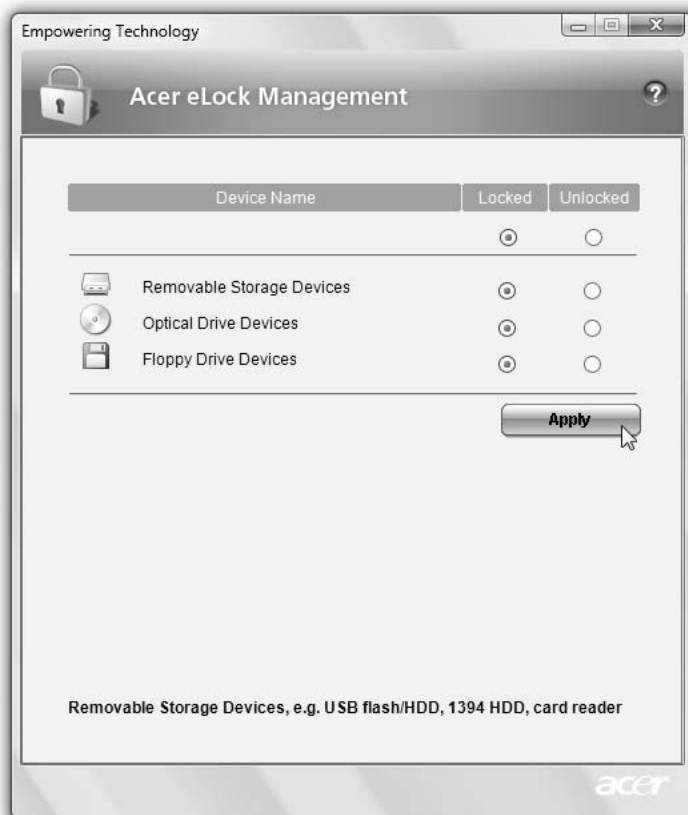 Empowering Technology
Acer eLock Management
?
Device Name Locked Unlocked
Removable Storage Devices
Optical Drive Devices
Floppy Drive Devices
Apply
Removable Storage Devices, e.g. USB flash/HDD, 1394 HDD, card reader
acer